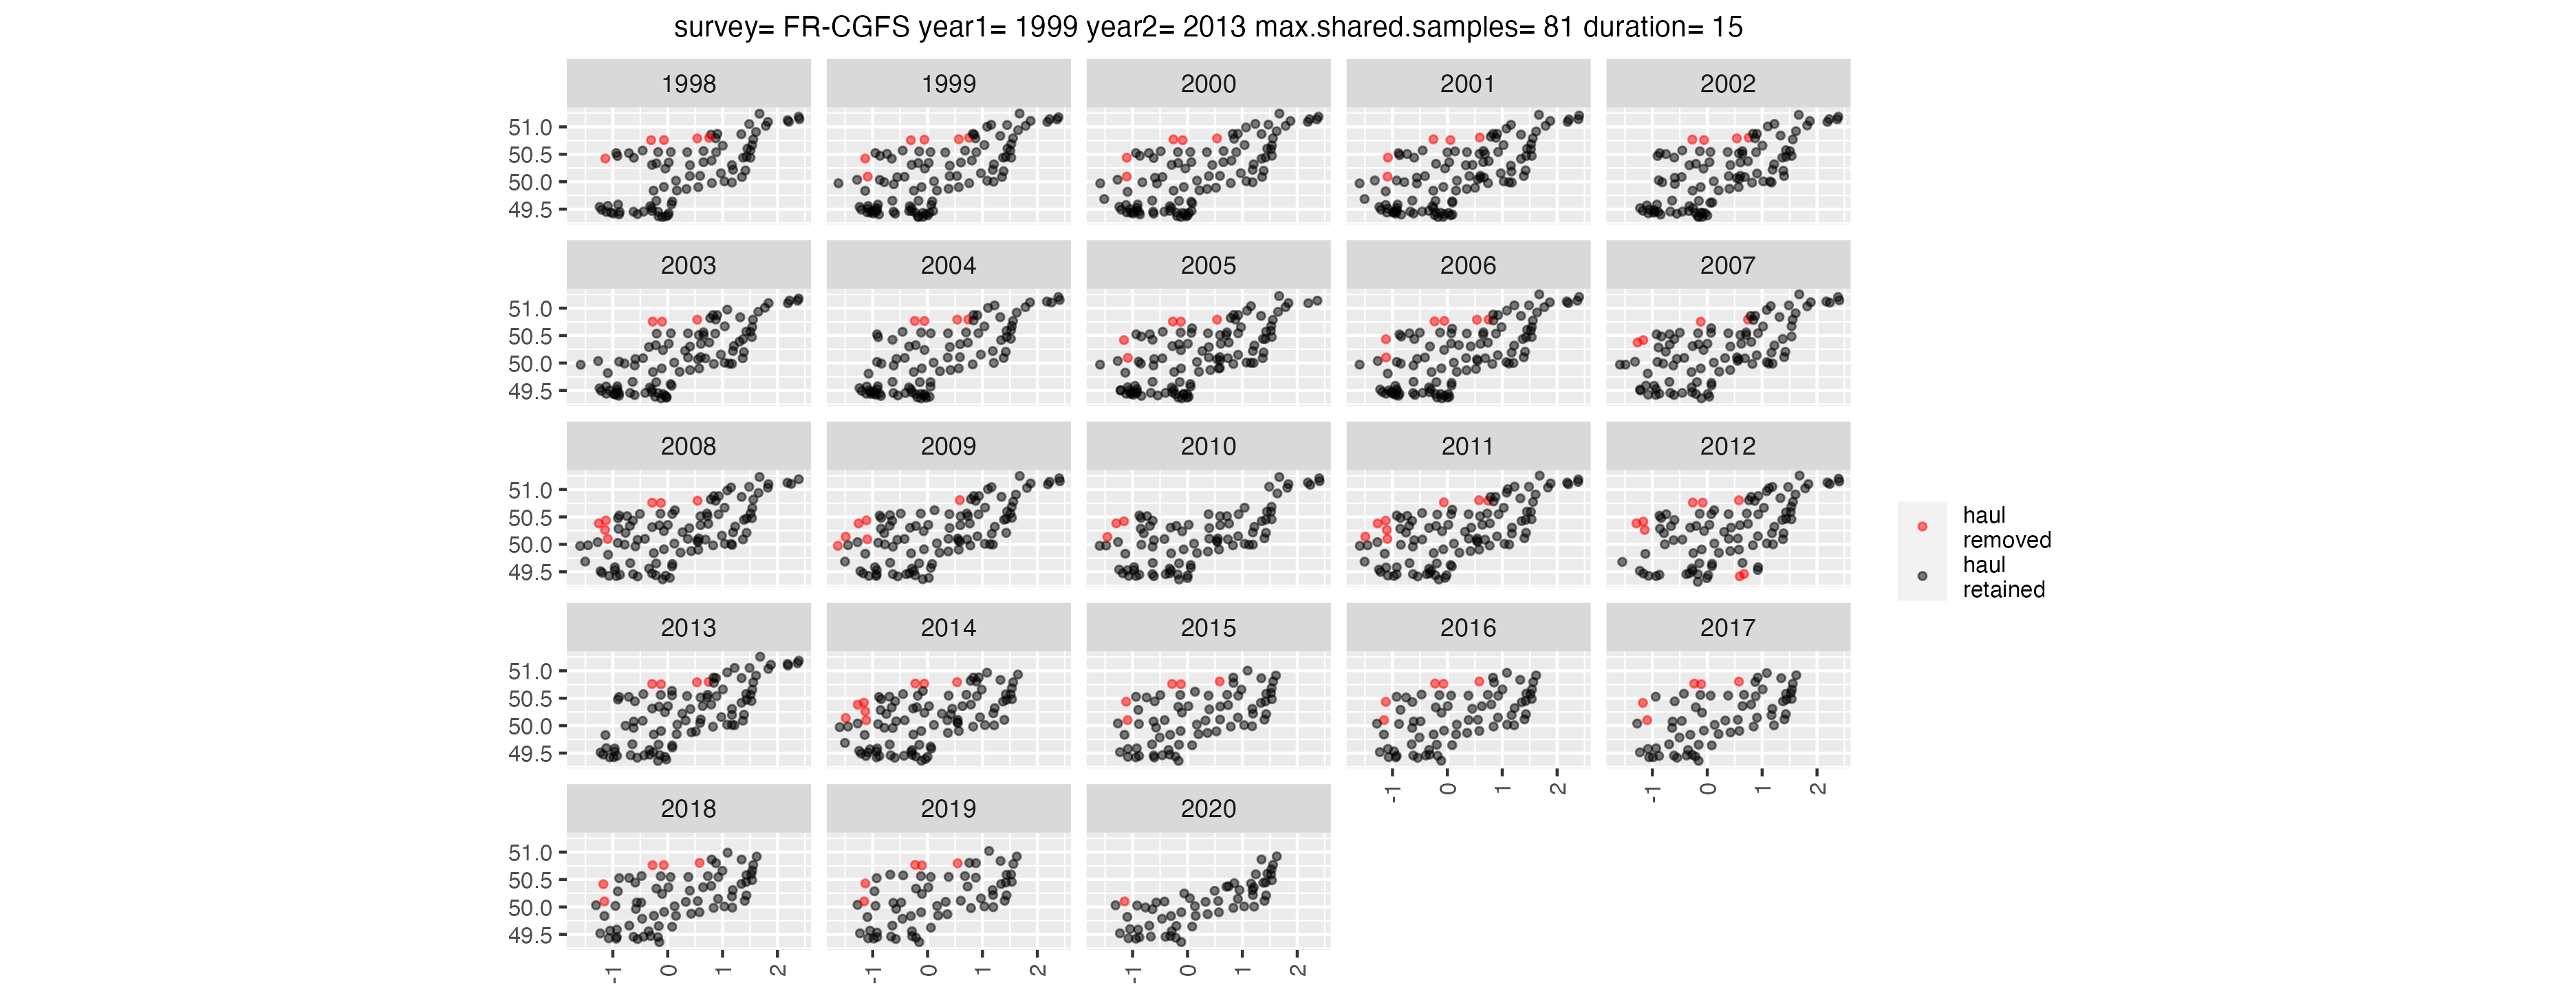 survey= FR-CGFS year1= 1999 year2= 2013 max.shared.samples= 81 duration= 15
1998 1999 2000 2001 2002
51.0
50.5
50.0
49.5
2003 2004 2005 2006 2007
51.0
50.5
50.0
49.5
2008 2009 2010 2011 2012
51.0
50.5
50.0
49.5
haul
removed
haul
retained
2013 2014 2015 2016 2017
51.0
50.5
50.0
49.5
-1 0 1 2 -1 0 1 2
2018 2019 2020
51.0
50.5
50.0
49.5
-1 0 1 2 -1 0 1 2 -1 0 1 2